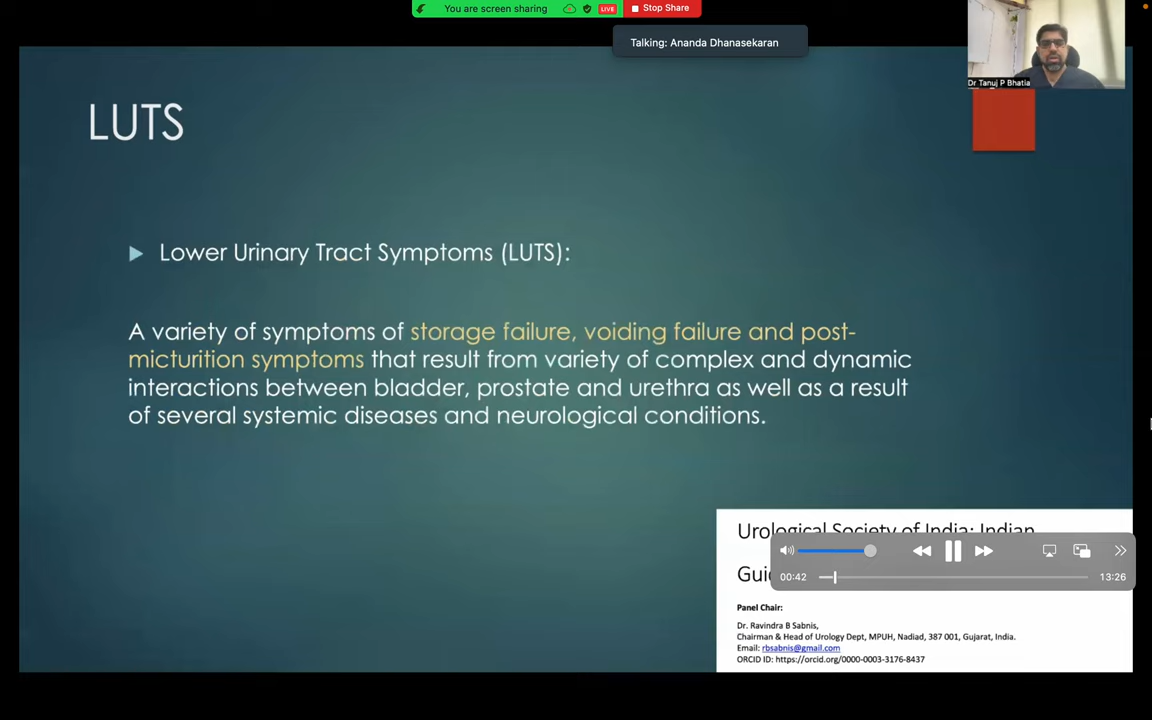 You are screen sharing
LIVE
Stop Share
Talking: Ananda Dhanasekaran
Dr Tanuj P Bhatia
LUTS
Lower Urinary Tract Symptoms (LUTS):
A variety of symptoms of storage failure, voiding failure and post-
micturition symptoms that result from variety of complex and dynamic
interactions between bladder, prostate and urethra as well as a result
of several systemic diseases and neurological conditions.
Urological Society of India: Indian
00:42
13:26
Panel Chair:
Dr. Ravindra B Sabnis,
Chairman & Head of Urology Dept, MPUH, Nadiad, 387 001, Gujarat, India.
Email: rbsabnis@gmail.com
ORCID ID: https://orcid.org/0000-0003-3176-8437